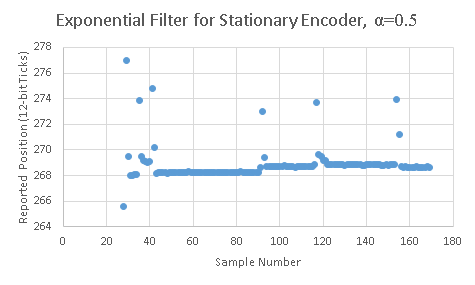 Exponential Filter for Stationary Encoder, α=0.5
Reported Position (12-bit Ticks)
278
276
274
272
270
268
266
264
0 20 40 60 80 100 120 140 160 180
Sample Number